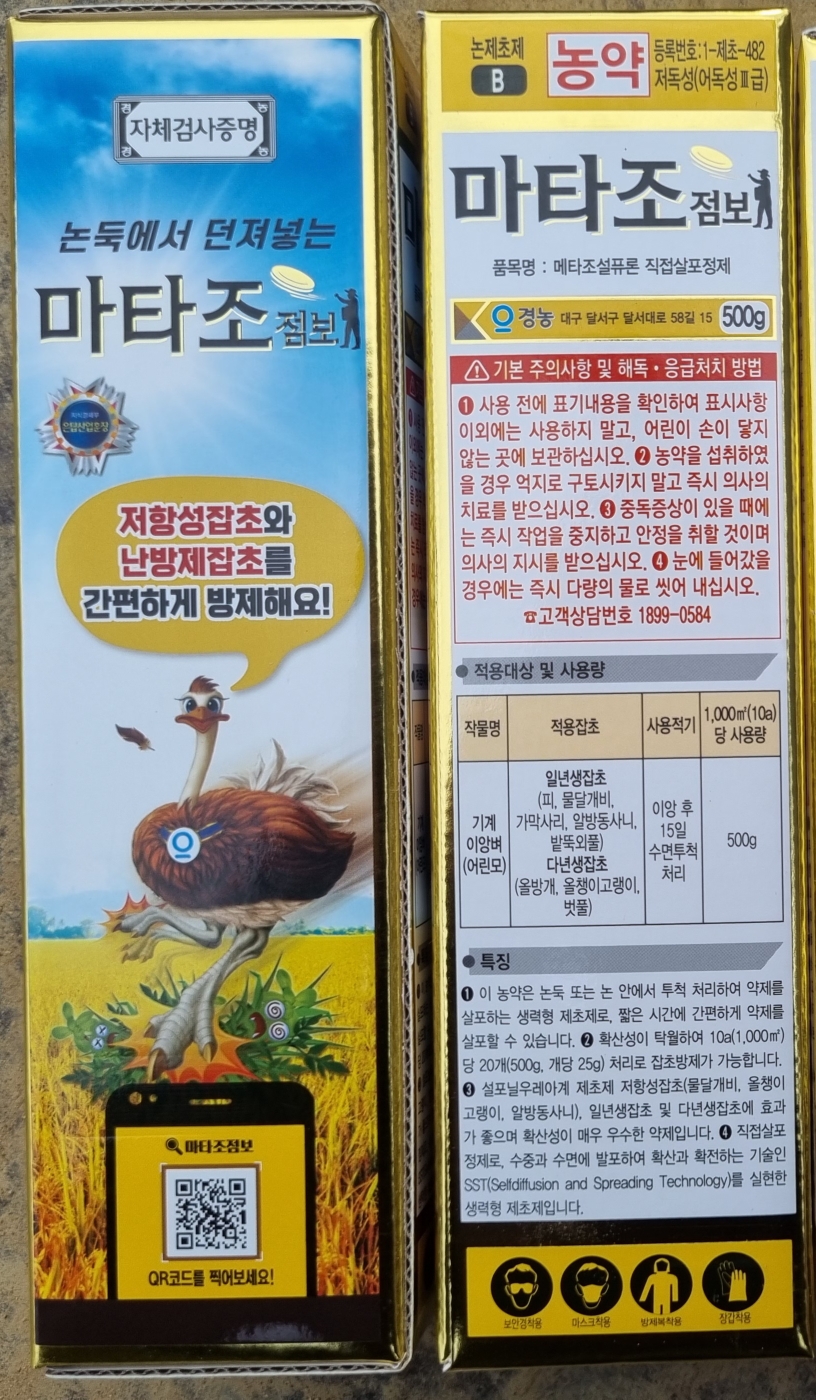 경 농
자체검사증명
경 농
논둑에서 던져넣는
마타조점보
저항성잡초와
난방제잡초를
간편하게 방제해요!
마타조점보
QR코드를 찍어보세요!
논제초제
B
농약
등록번호:1-제초-482
저독성(어독성Ⅲ급)
마타조점보
품목명 : 메타조설퓨론 직접살포정제
경농 대구 달서구 달서대로 58길 15 500g
기본 주의사항 및 해독·응급처치 방법
❶ 사용 전에 표기내용을 확인하여 표시사항
이외에는 사용하지 말고, 어린이 손이 닿지
않는 곳에 보관하십시오. ❷ 농약을 섭취하였
을 경우 억지로 구토시키지 말고 즉시 의사의
치료를 받으십시오. ❸ 중독증상이 있을 때에
는 즉시 작업을 중지하고 안정을 취할 것이며
의사의 지시를 받으십시오. ❹ 눈에 들어갔을
경우에는 즉시 다량의 물로 씻어 내십시오.
☎고객상담번호 1899-0584
적용대상 및 사용량
작물명 적용잡초 사용적기 1,000㎡(10a)
당 사용량
기계
이앙벼
(어린모)
일년생잡초
(피, 물달개비,
가막사리, 알방동사니,
밭뚝외풀)
다년생잡초
(올방개, 올챙이고랭이,
벗풀)
이앙 후
15일
수면투척
처리
500g
특징
❶ 이 농약은 논둑 또는 논 안에서 투척 처리하여 약제를
살포하는 생력형 제초제로, 짧은 시간에 간편하게 약제를
살포할 수 있습니다. ❷ 확산성이 탁월하여 10a(1,000㎡)
당 20개(500g, 개당 25g) 처리로 잡초방제가 가능합니다.
❸ 설포닐우레아계 제초제 저항성잡초(물달개비, 올챙이
고랭이, 알방동사니), 일년생잡초 및 다년생잡초에 효과
가 좋으며 확산성이 매우 우수한 약제입니다. ❹ 직접살포
정제로, 수중과 수면에 발포하여 확산과 확전하는 기술인
SST(Selfdiffusion and Spreading Technology)를 실현한
생력형 제초제입니다.
보안경착용 마스크착용 방제복착용 장갑착용